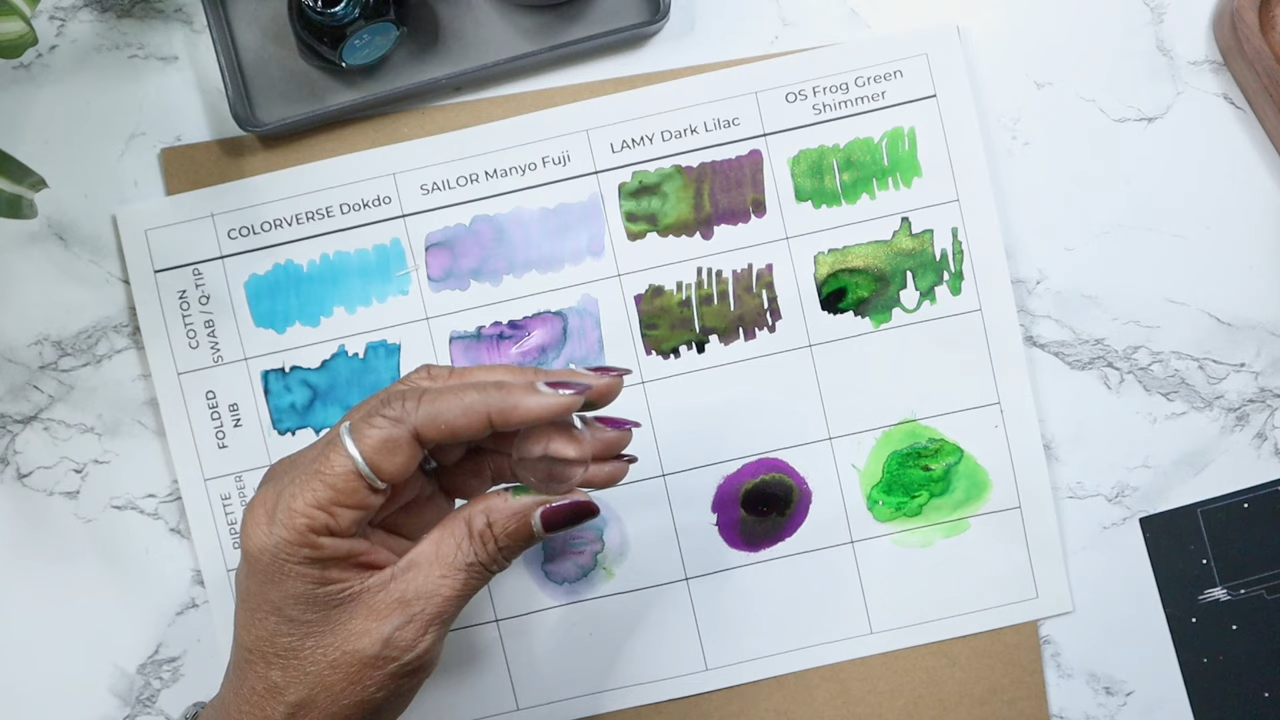 COLORVERSE Dokdo
SAILOR Manyo Fuji
LAMY Dark Lilac
OS Frog Green
Shimmer
COTTON
SWAB / Q-TIP
FOLDED
NIB
PIPETTE